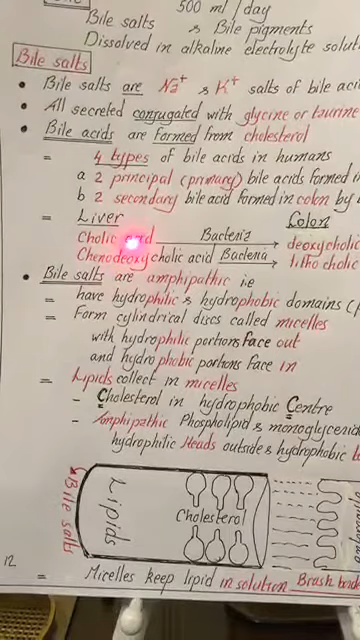 500 ml / day
Bile salts & Bile pigments
Dissolved in alkaline electrolyte
Bile salts
• Bile salts are Na+ & K+ salts of bile
• All secreted conjugated with glycine or taurine
• Bile acids are formed from cholesterol
= 4 types of bile acids in humans
a 2 principal (primary) bile acids formed
b 2 secondary bile acid formed in colon by
= Liver Colon
Cholic Bacteria → deoxycholic
Chenodeoxycholic acid Bacteria → litho cholic
• Bile salts are amphipathic ie
= have hydrophilic & hydrophobic domains
= Form cylindrical discs called micelles
with hydrophilic portions face out
and hydrophobic portions face in
= Lipids collect in micelles
- Cholesterol in hydrophobic Centre
- Amphipathic Phospholipid &
hydrophilic Heads outside & hydrophobic
Bile salts
Lipids
Cholesterol
12
= Micelles keep lipid in solution